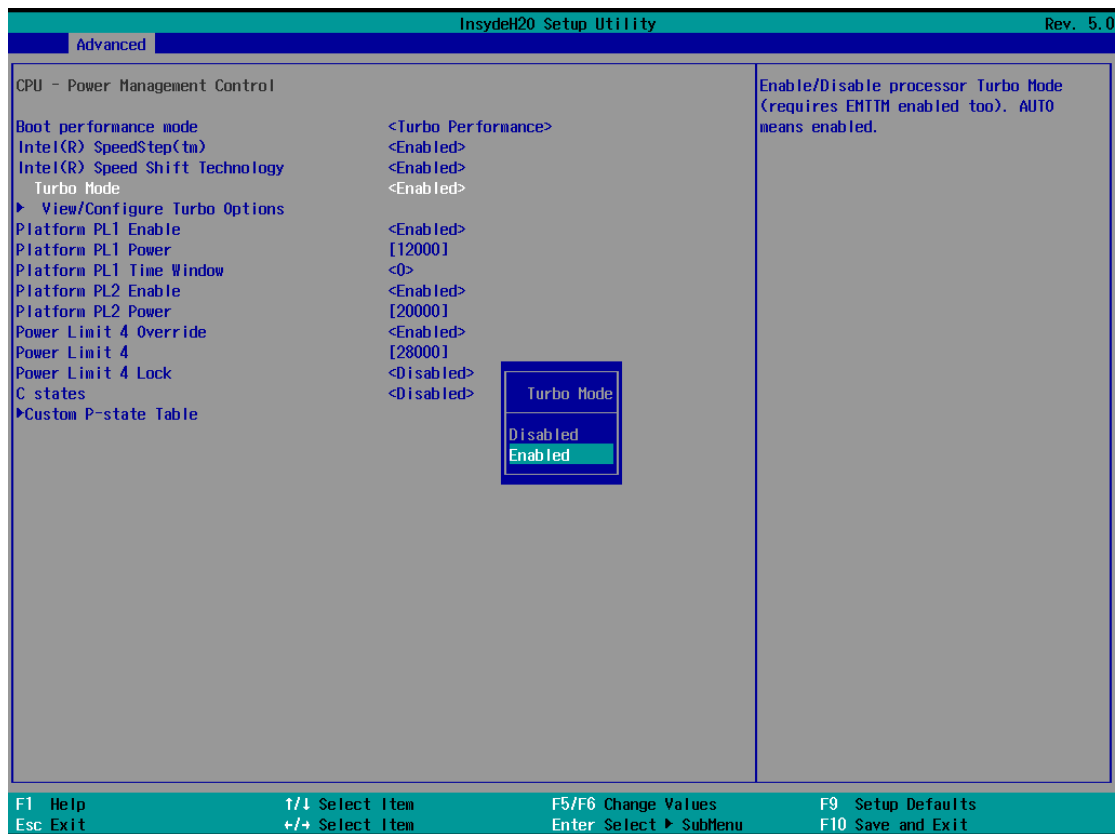 InsydeH20 Setup Utility Rev. 5.0
Advanced
CPU - Power Management Control
Boot performance mode <Turbo Performance>
Intel(R) SpeedStep(tm) <Enabled>
Intel(R) Speed Shift Technology <Enabled>
Turbo Mode <Enabled>
▶ View/Configure Turbo Options
Platform PL1 Enable <Enabled>
Platform PL1 Power [12000]
Platform PL1 Time Window <0>
Platform PL2 Enable <Enabled>
Platform PL2 Power [20000]
Power Limit 4 Override <Enabled>
Power Limit 4 [28000]
Power Limit 4 Lock <Disabled>
C states <Disabled>
▶Custom P-state Table
Enable/Disable processor Turbo Mode
(requires EMTTM enabled too). AUTO
means enabled.
Turbo Mode
Disabled
Enabled
F1 Help ↑/↓ Select Item F5/F6 Change Values F9 Setup Defaults
Esc Exit ←/→ Select Item Enter Select ▶ SubMenu F10 Save and Exit